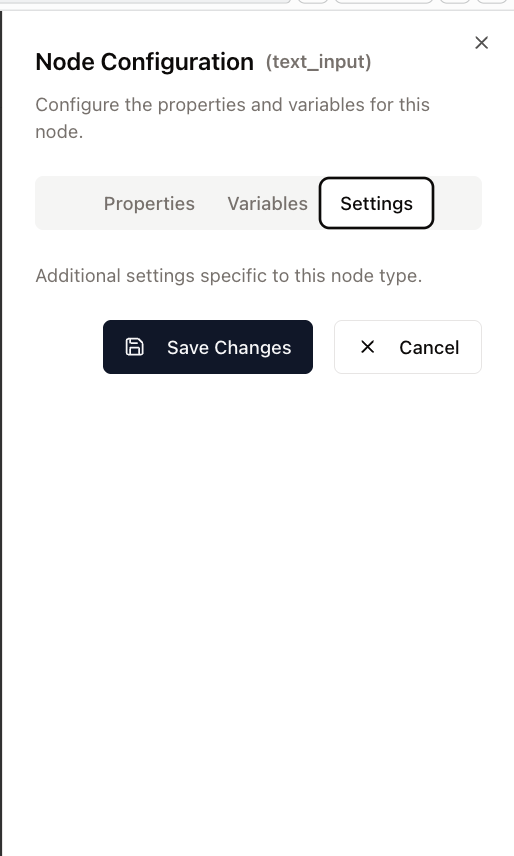 Node Configuration (text_input)
Configure the properties and variables for this
node.
Properties Variables Settings
Additional settings specific to this node type.
Save Changes Cancel